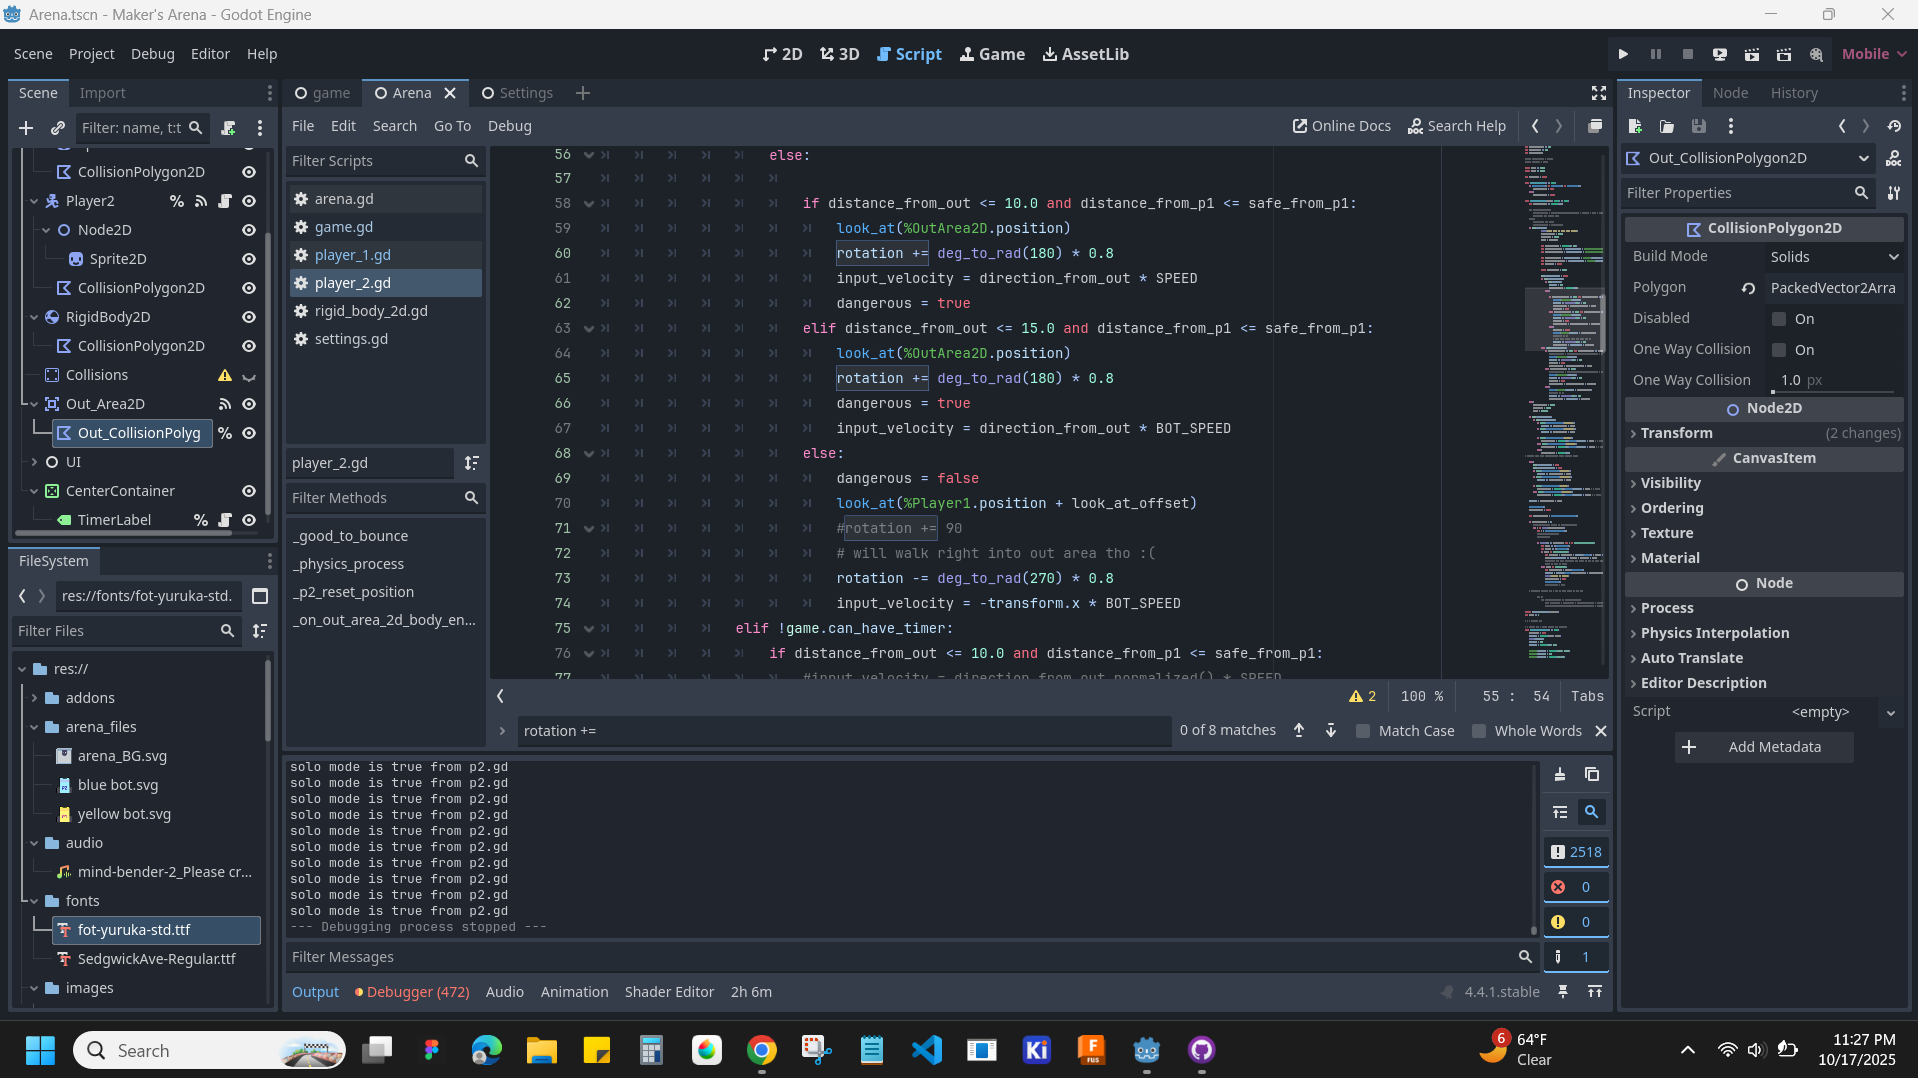 Arena.tscn - Maker's Arena - Godot Engine
Scene Project Debug Editor Help
2D 3D Script Game AssetLib
Mobile
Scene Import
Filter: name, t:t
CollisionPolygon2D
Player2
Node2D
Sprite2D
CollisionPolygon2D
RigidBody2D
CollisionPolygon2D
Collisions
Out_Area2D
Out_CollisionPolyg
UI
CenterContainer
TimerLabel
FileSystem
res://fonts/fot-yuruka-std.
Filter Files
res://
addons
arena_files
arena_BG.svg
blue bot.svg
yellow bot.svg
audio
mind-bender-2_Please cr...
fonts
fot-yuruka-std.ttf
SedgwickAve-Regular.ttf
images
game Arena Settings
File Edit Search Go To Debug
Online Docs Search Help
Filter Scripts
arena.gd
game.gd
player_1.gd
player_2.gd
rigid_body_2d.gd
settings.gd
player_2.gd
Filter Methods
_good_to_bounce
_physics_process
_p2_reset_position
_on_out_area_2d_body_en...
56 else:
57
58 if distance_from_out <= 10.0 and distance_from_p1 <= safe_from_p1:
59 look_at(%OutArea2D.position)
60 rotation += deg_to_rad(180) * 0.8
61 input_velocity = direction_from_out * SPEED
62 dangerous = true
63 elif distance_from_out <= 15.0 and distance_from_p1 <= safe_from_p1:
64 look_at(%OutArea2D.position)
65 rotation += deg_to_rad(180) * 0.8
66 dangerous = true
67 input_velocity = direction_from_out * BOT_SPEED
68 else:
69 dangerous = false
70 look_at(%Player1.position + look_at_offset)
71 #rotation += 90
72 # will walk right into out area tho :(
73 rotation -= deg_to_rad(270) * 0.8
74 input_velocity = -transform.x * BOT_SPEED
75 elif !game.can_have_timer:
76 if distance_from_out <= 10.0 and distance_from_p1 <= safe_from_p1:
77 #input_velocity = direction_from_out.normalized() * SPEED
2 100 % 55 : 54 Tabs
rotation += 0 of 8 matches Match Case Whole Words
solo mode is true from p2.gd
solo mode is true from p2.gd
solo mode is true from p2.gd
solo mode is true from p2.gd
solo mode is true from p2.gd
solo mode is true from p2.gd
solo mode is true from p2.gd
solo mode is true from p2.gd
solo mode is true from p2.gd
solo mode is true from p2.gd
--- Debugging process stopped ---
2518
0
0
1
Filter Messages
Output Debugger (472) Audio Animation Shader Editor 2h 6m
4.4.1.stable
Inspector Node History
Out_CollisionPolygon2D
Filter Properties
CollisionPolygon2D
Build Mode Solids
Polygon PackedVector2Arra
Disabled On
One Way Collision On
One Way Collision 1.0 px
Node2D
Transform (2 changes)
CanvasItem
Visibility
Ordering
Texture
Material
Node
Process
Physics Interpolation
Auto Translate
Editor Description
Script <empty>
Add Metadata
Search
Ki
F
FUS
6
64°F
Clear
11:27 PM
10/17/2025